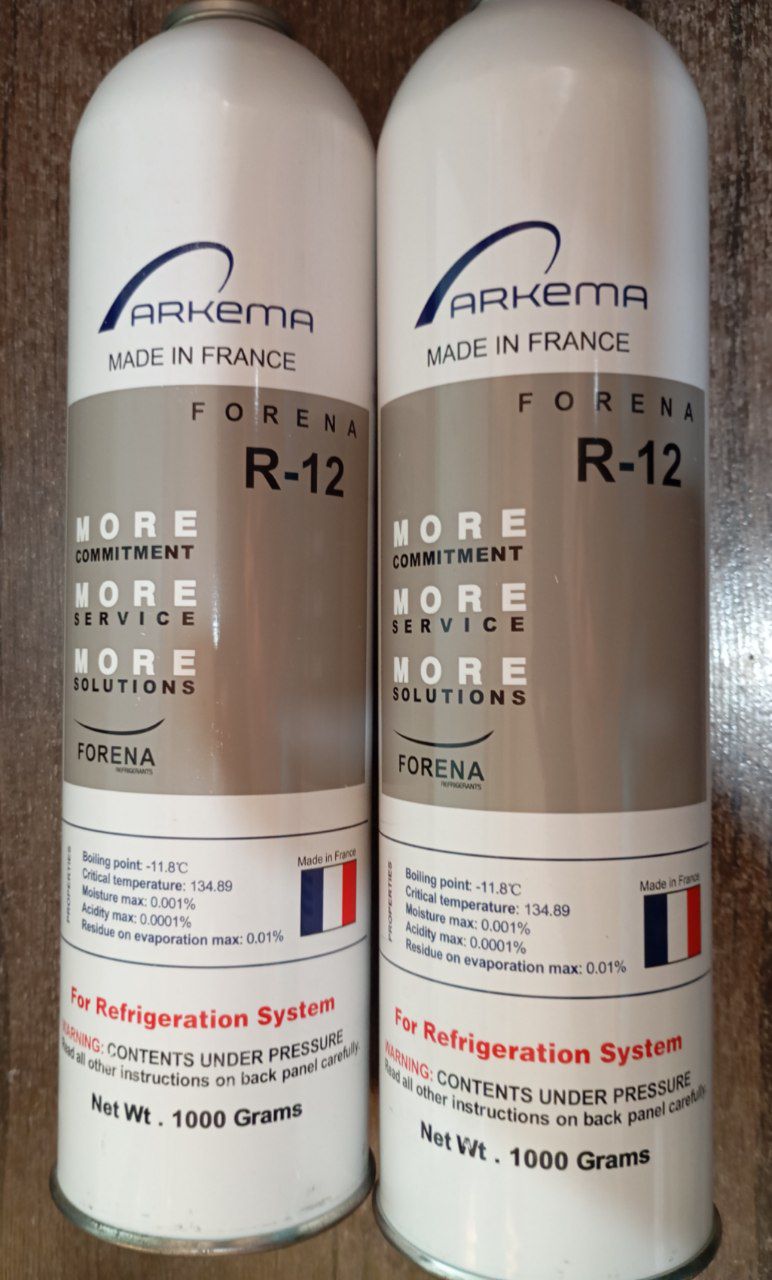 ARKEMA
MADE IN FRANCE
FORENA
R-12
MORE
COMMITMENT
MORE
SERVICE
MORE
SOLUTIONS
FORENA
REFRIGERANTS
PROPERTIES
Boiling point: -11.8℃
Critical temperature: 134.89
Moisture max: 0.001%
Acidity max: 0.0001%
Residue on evaporation max: 0.01%
Made in France
For Refrigeration System
WARNING: CONTENTS UNDER PRESSURE
Read all other instructions on back panel carefully.
Net Wt . 1000 Grams
ARKEMA
MADE IN FRANCE
FORENA
R-12
MORE
COMMITMENT
MORE
SERVICE
MORE
SOLUTIONS
FORENA
REFRIGERANTS
PROPERTIES
Boiling point: -11.8℃
Critical temperature: 134.89
Moisture max: 0.001%
Acidity max: 0.0001%
Residue on evaporation max: 0.01%
Made in France
For Refrigeration System
WARNING: CONTENTS UNDER PRESSURE
Read all other instructions on back panel carefully.
Net Wt . 1000 Grams